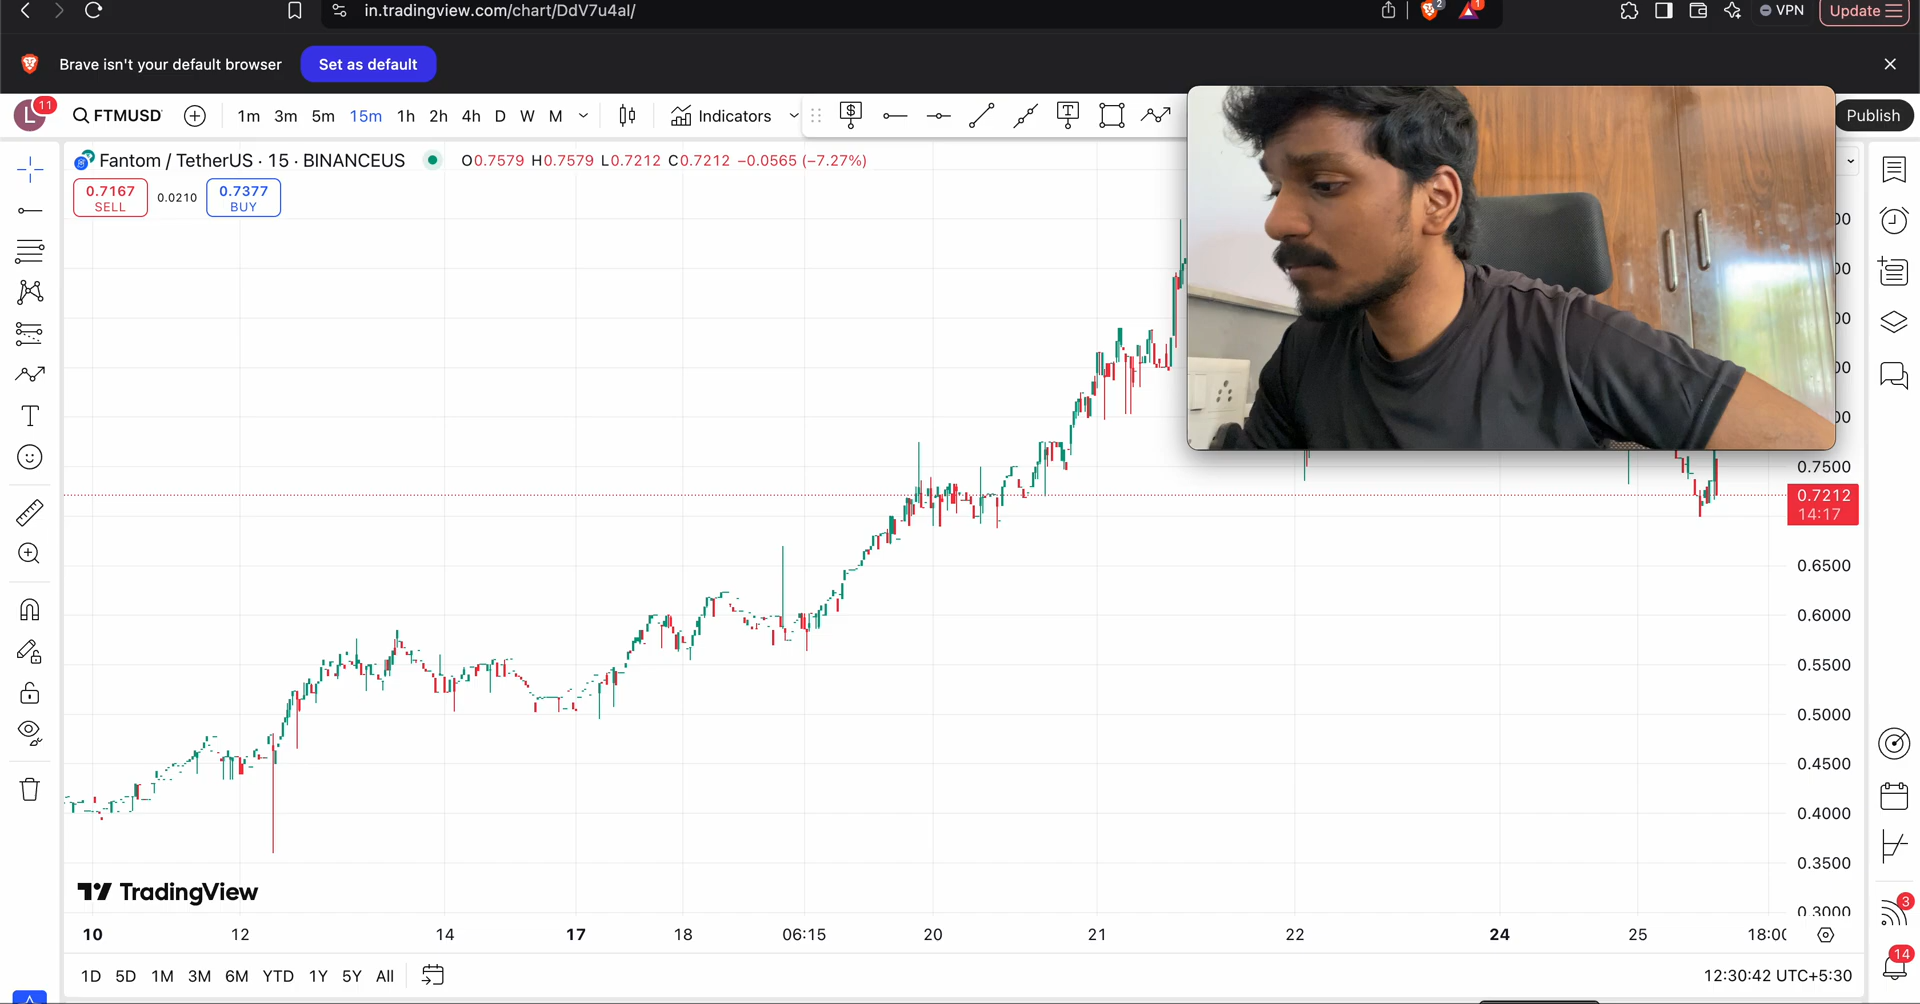 in.tradingview.com/chart/DdV7u4al/
2
1
VPN
Update
Brave isn't your default browser
Set as default
L
11
FTMUSD
1m 3m 5m 15m 1h 2h 4h D W M
Indicators
Publish
Fantom / TetherUS · 15 · BINANCEUS
O0.7579 H0.7579 L0.7212 C0.7212 −0.0565 (−7.27%)
0.7167
SELL
0.0210
0.7377
BUY
0.7500
0.7212
14:17
0.6500
0.6000
0.5500
0.5000
0.4500
0.4000
0.3500
0.3000
TradingView
10 12 14 17 18 06:15 20 21 22 24 25 18:00
1D 5D 1M 3M 6M YTD 1Y 5Y All
12:30:42 UTC+5:30
3
14